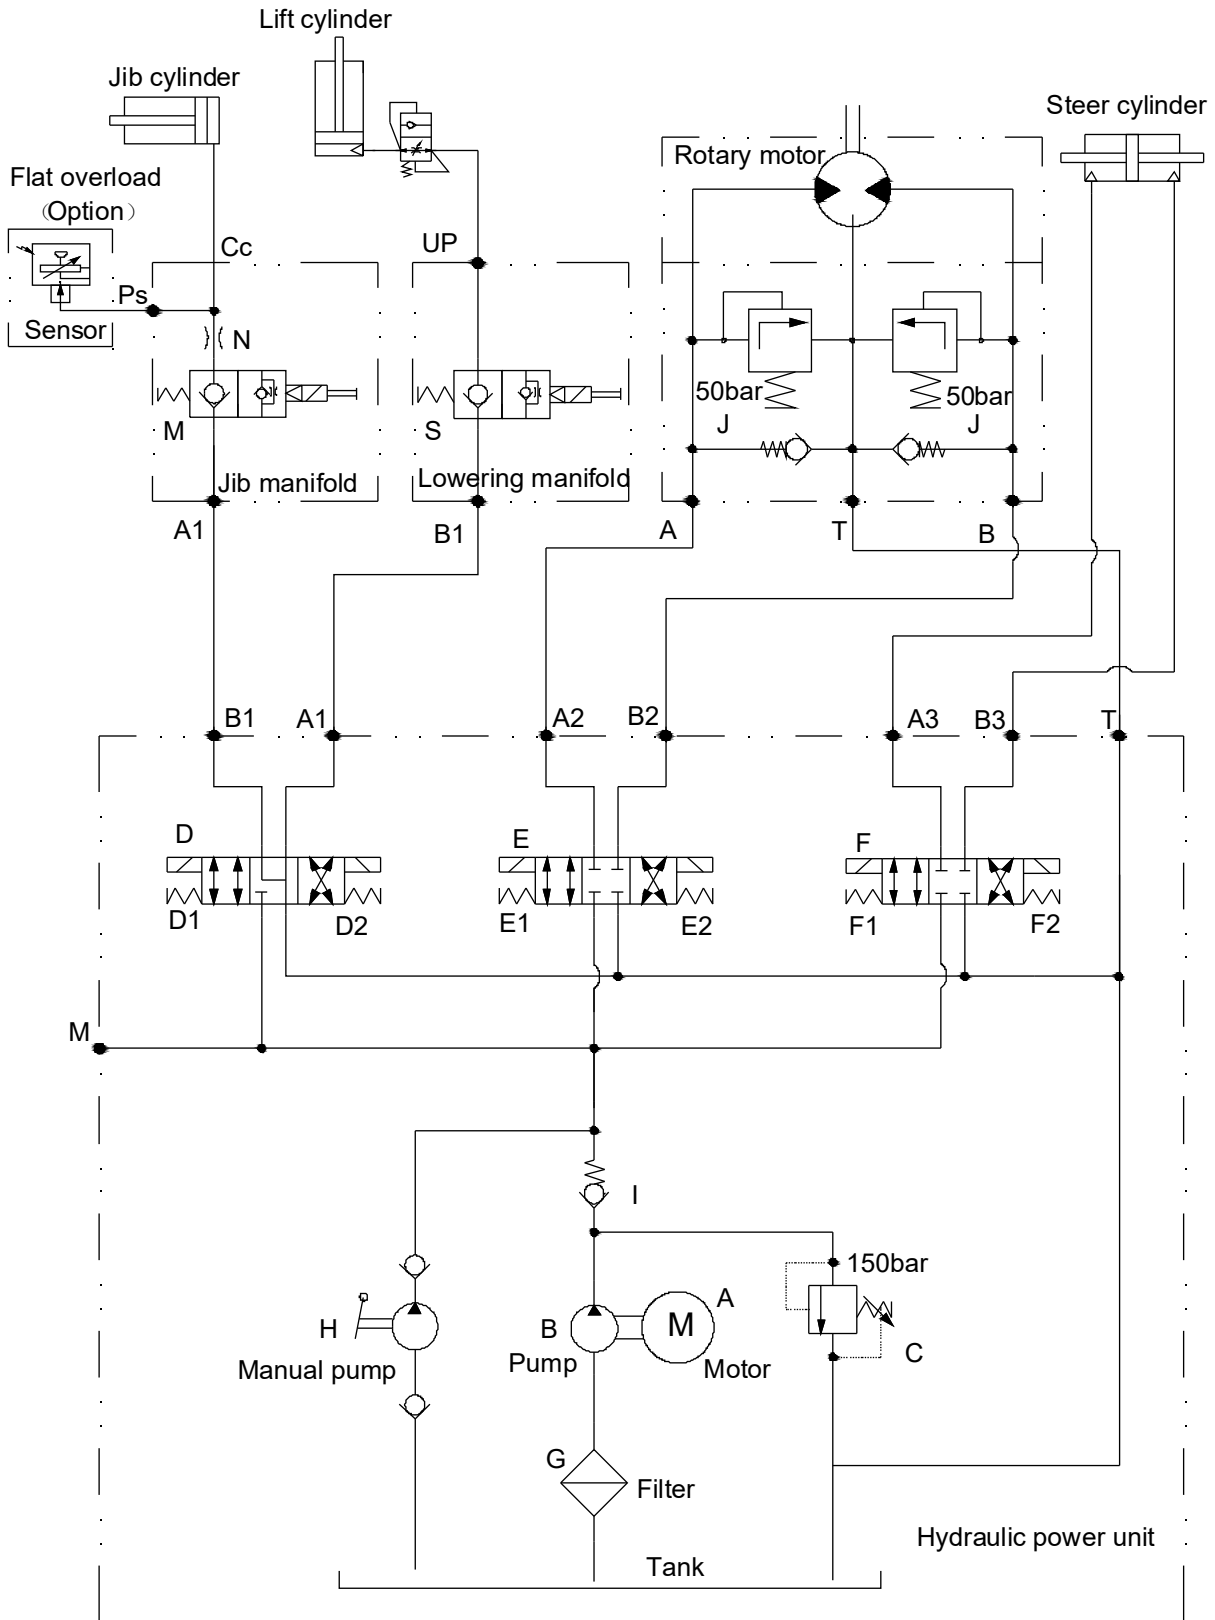 Lift cylinder
Jib cylinder
Steer cylinder
Rotary motor
Flat overload
（Option）
Cc
UP
Ps
Sensor
N
50bar
50bar
M
S
J
J
Jib manifold
Lowering manifold
A1
B1
A
T
B
B1
A1
A2
B2
A3
B3
T
D
E
F
D1
D2
E1
E2
F1
F2
M
I
150bar
A
H
B
M
C
Manual pump
Pump
Motor
G
Filter
Hydraulic power unit
Tank